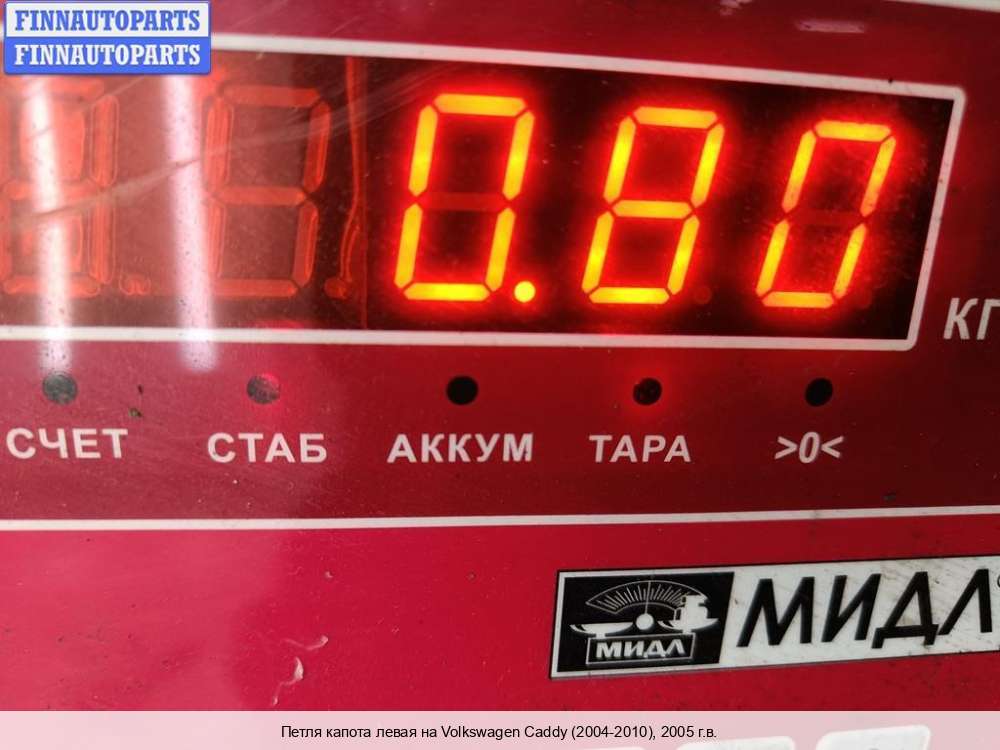 FINNAUTOPARTS
FINNAUTOPARTS
0.80
КГ
СЧЕТ СТАБ АККУМ ТАРА >0<
МИДЛ МИДЛ
Петля капота левая на Volkswagen Caddy (2004-2010), 2005 г.в.